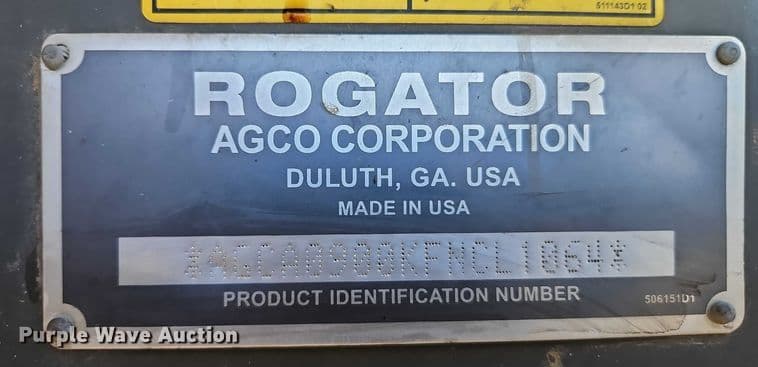 511143D1 02
ROGATOR
AGCO CORPORATION
DULUTH, GA. USA
MADE IN USA
*AGCA0900KFNCL1064*
PRODUCT IDENTIFICATION NUMBER
506151D1
Purple Wave Auction